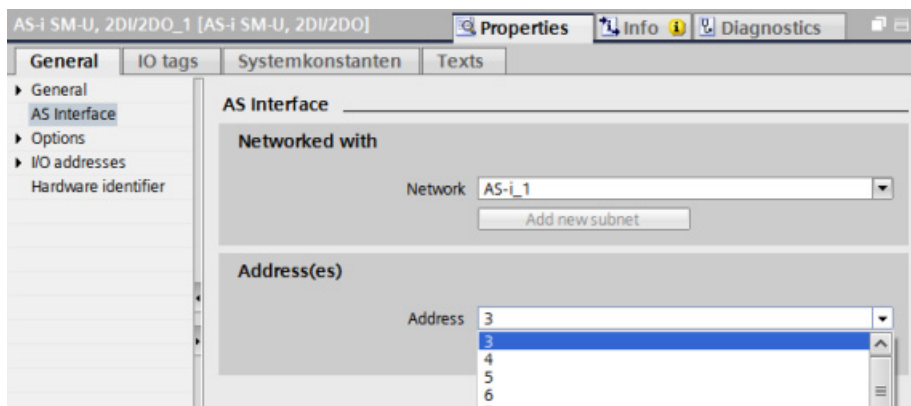 AS-i SM-U, 2DI/2DO_1 [AS-i SM-U, 2DI/2DO]
Properties
Info
Diagnostics
General
IO tags
Systemkonstanten
Texts
General
AS Interface
Options
I/O addresses
Hardware identifier
AS Interface
Networked with
Network AS-i_1
Add new subnet
Address(es)
Address 3
3
4
5
6